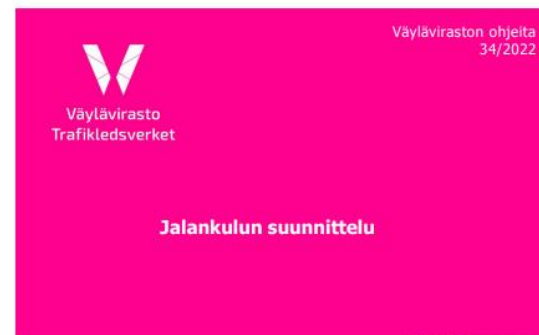 Väyläviraston ohjeita
34/2022
Väylävirasto
Trafikledsverket
Jalankulun suunnittelu